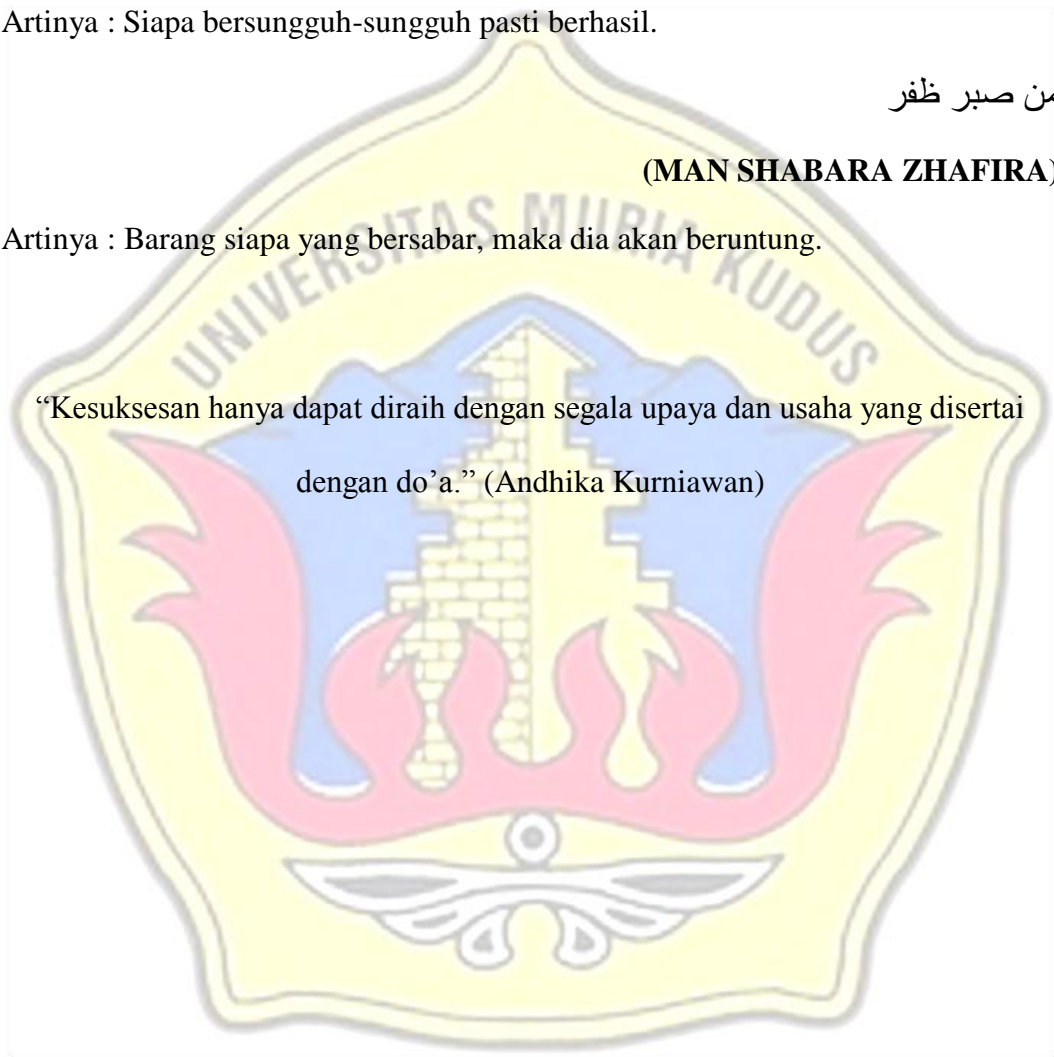 Artinya : Siapa bersungguh-sungguh pasti berhasil.
من صبر ظفر
(MAN SHABARA ZHAFIRA)
Artinya : Barang siapa yang bersabar, maka dia akan beruntung.
UNIVERSITAS MURIA KUDUS
“Kesuksesan hanya dapat diraih dengan segala upaya dan usaha yang disertai
dengan do’a.” (Andhika Kurniawan)